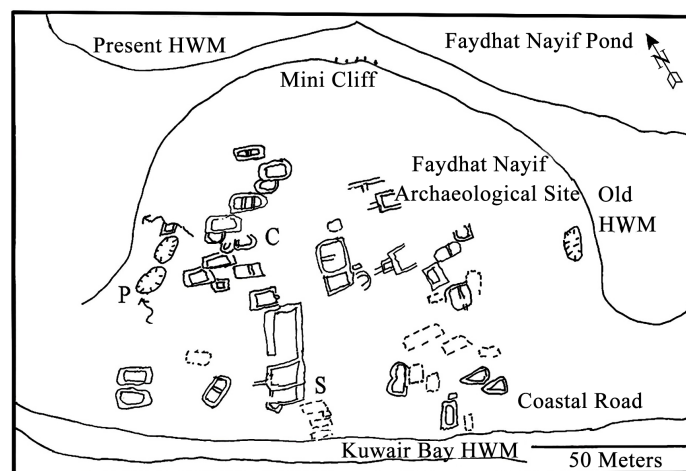 Present HWM
Faydhat Nayif Pond
N
Mini Cliff
Faydhat Nayif
Archaeological Site
Old
HWM
C
P
S
Coastal Road
Kuwair Bay HWM
50 Meters